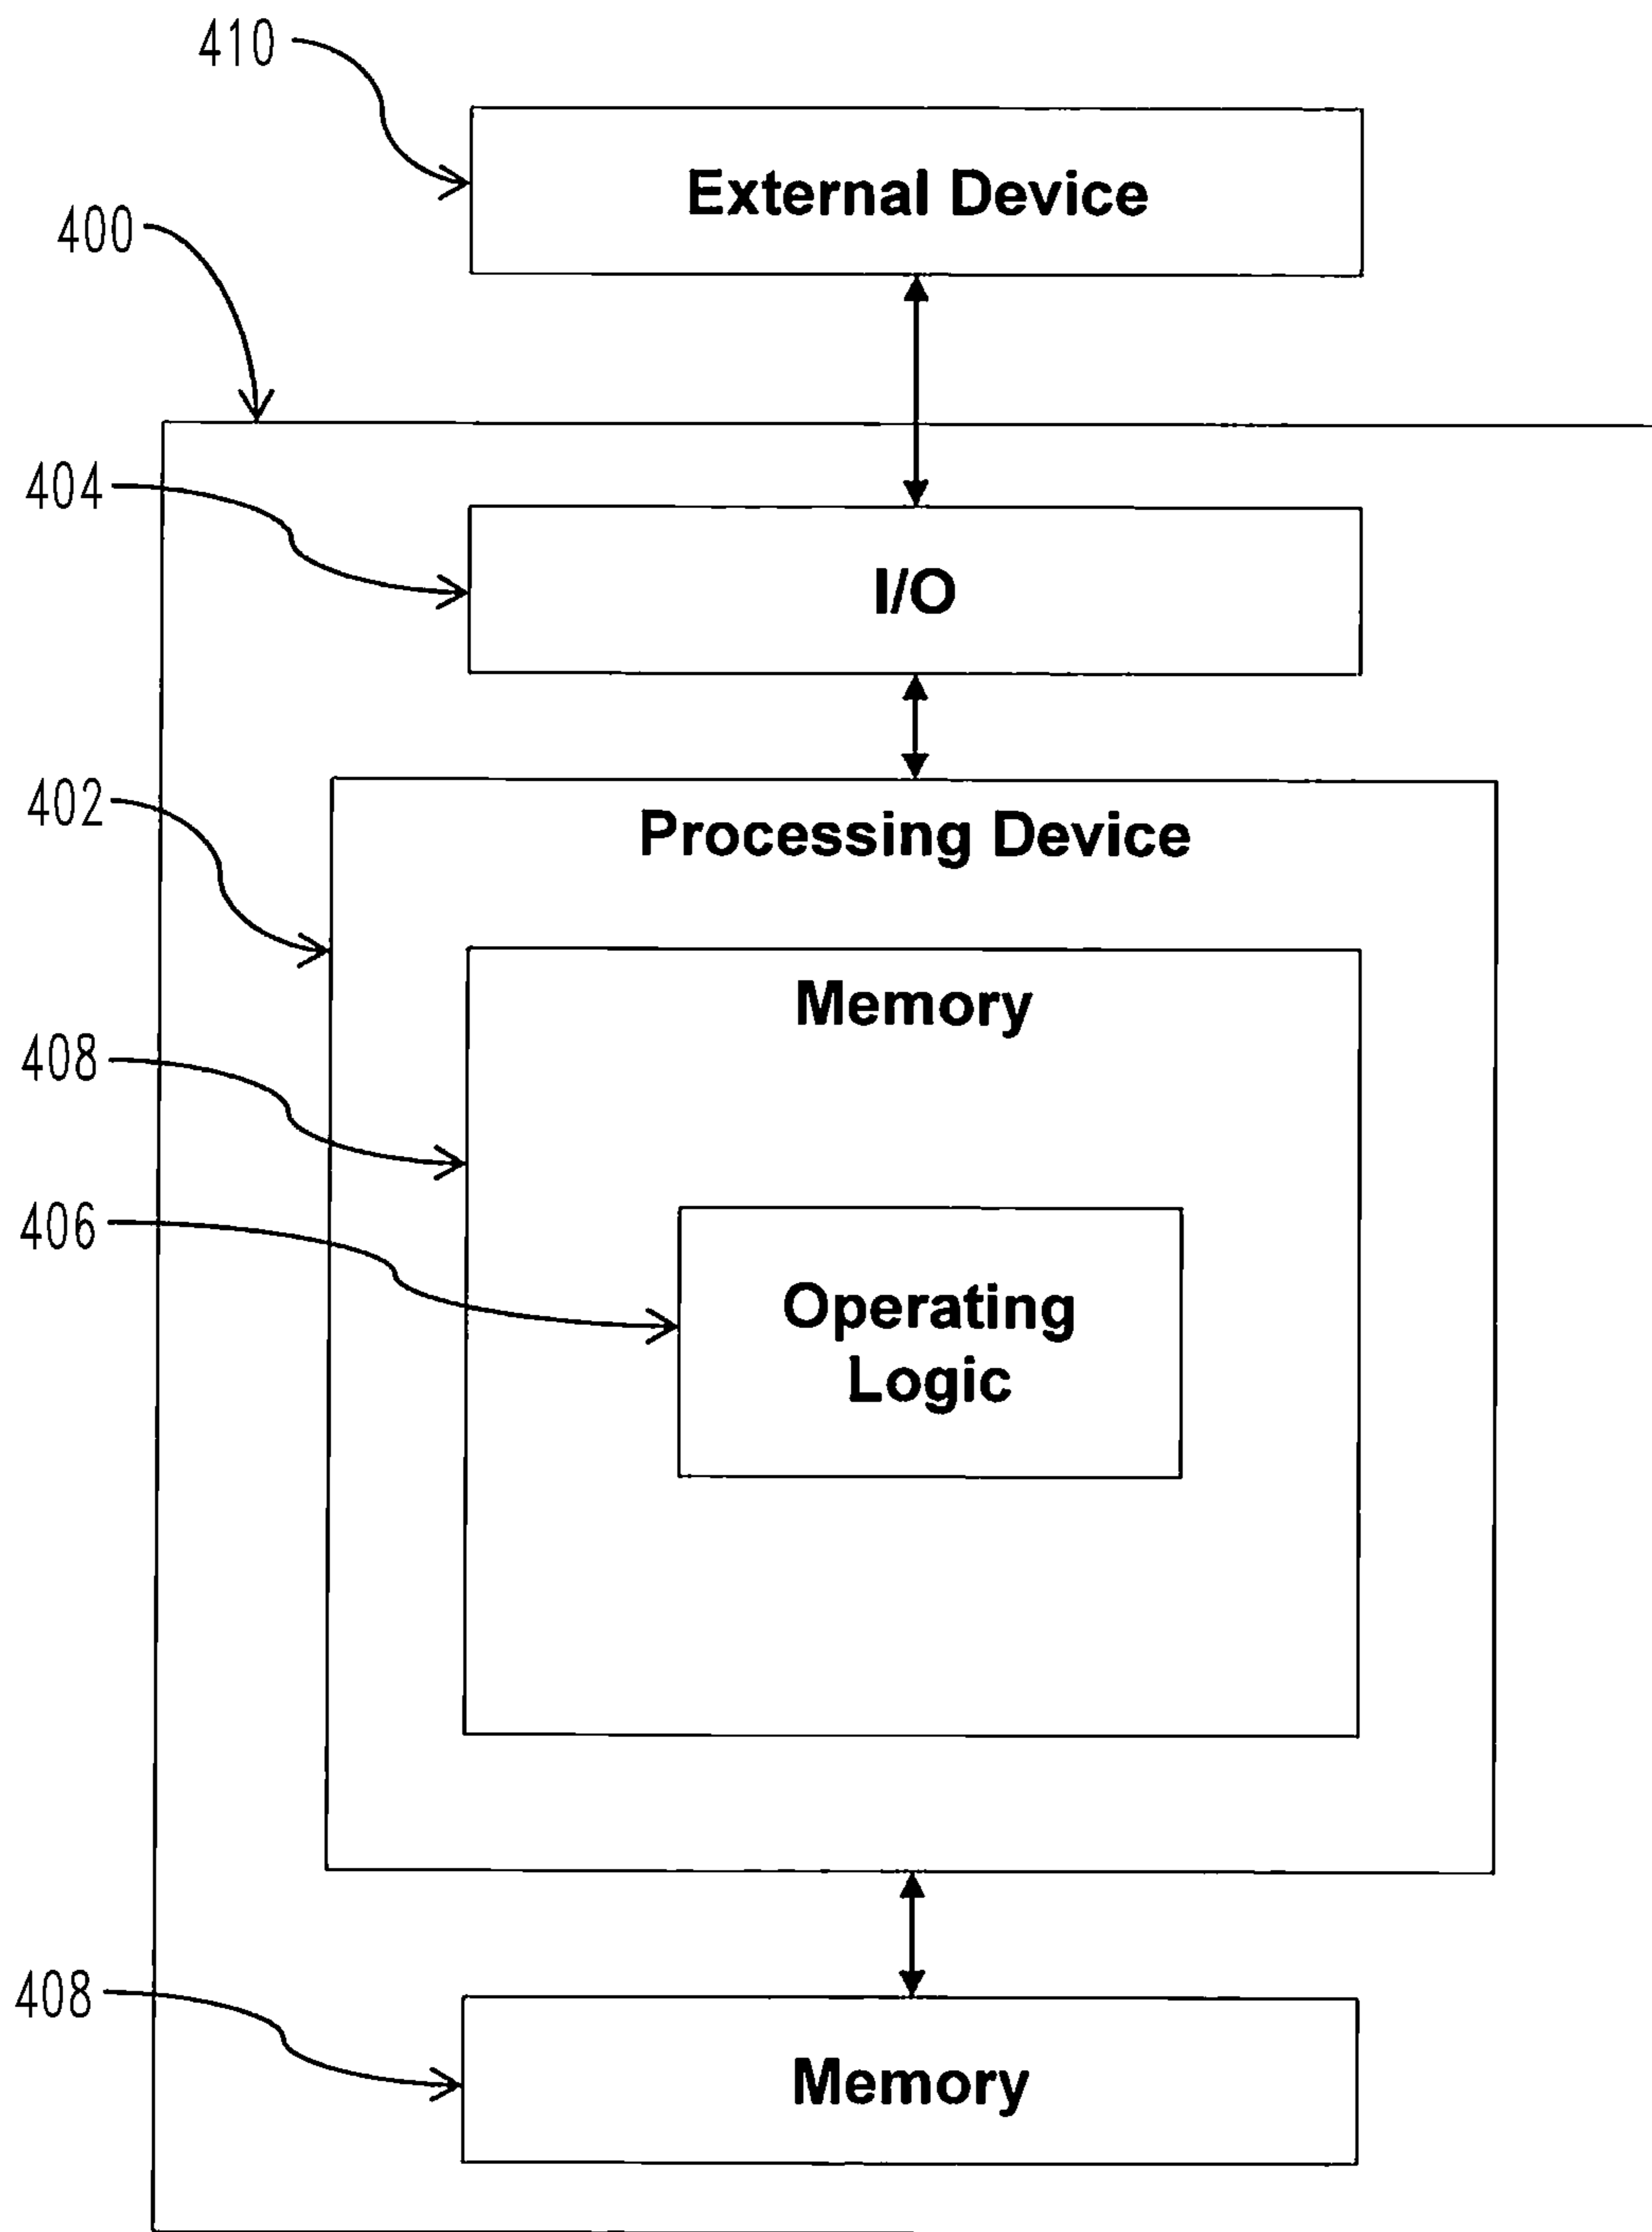 410
External Device
400
404
I/O
402
Processing Device
Memory
408
406
Operating
Logic
408
Memory